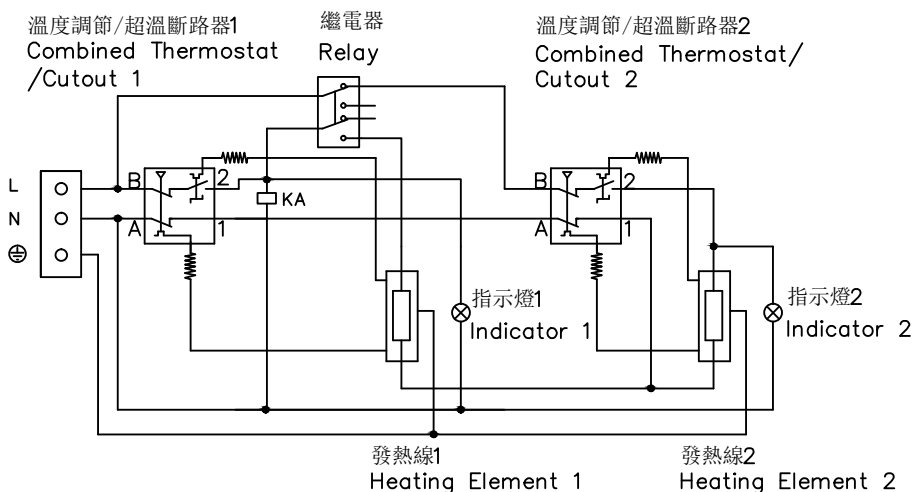 溫度調節/超溫斷路器1
Combined Thermostat
/Cutout 1
繼電器
Relay
溫度調節/超溫斷路器2
Combined Thermostat/
Cutout 2
L
N
B
2
A
1
KA
B
2
A
1
指示燈1
Indicator 1
指示燈2
Indicator 2
發熱線1
Heating Element 1
發熱線2
Heating Element 2